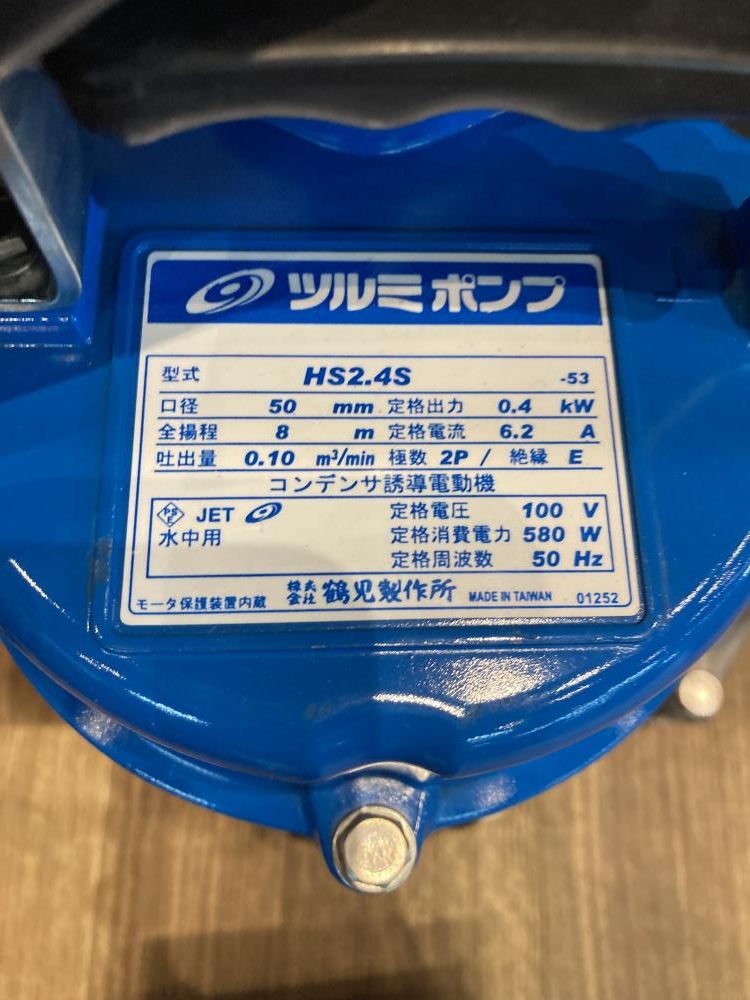 ツルミポンプ
型式 HS2.4S -53
口径 50 mm 定格出力 0.4 kW
全揚程 8 m 定格電流 6.2 A
吐出量 0.10 m³/min 極数 2P / 絶縁 E
コンデンサ誘導電動機
PSE JET 定格電圧 100 V
水中用 定格消費電力 580 W
定格周波数 50 Hz
モータ保護装置内蔵 株式会社 鶴見製作所 MADE IN TAIWAN 01252